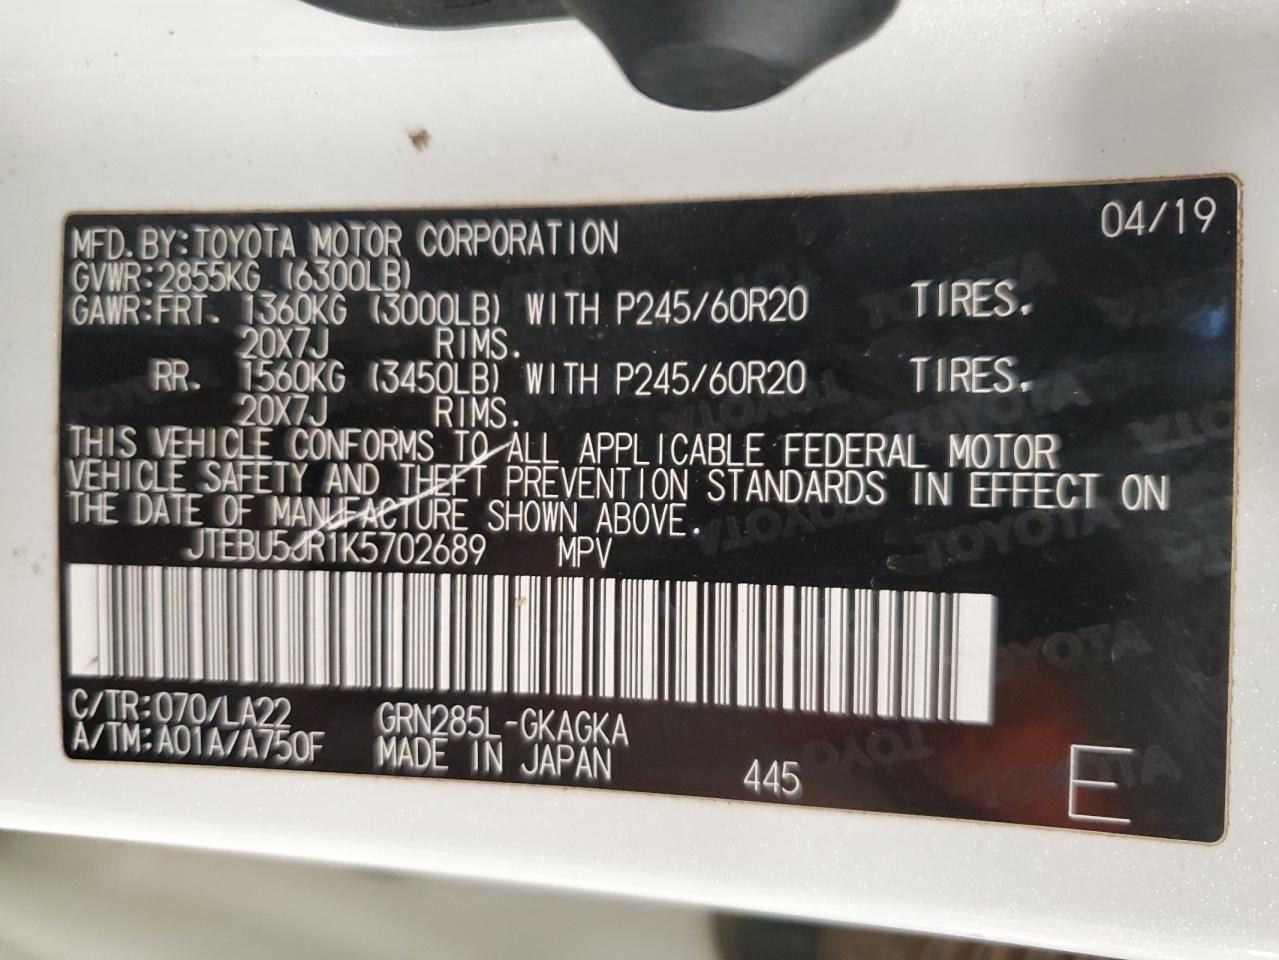 04/19
MFD.BY:TOYOTA MOTOR CORPORATION
GVWR:2855KG (6300LB)
GAWR:FRT. 1360KG (3000LB) WITH P245/60R20 TIRES.
20X7J RIMS.
RR. 1560KG (3450LB) WITH P245/60R20 TIRES.
20X7J RIMS.
THIS VEHICLE CONFORMS TO ALL APPLICABLE FEDERAL MOTOR
VEHICLE SAFETY AND THEFT PREVENTION STANDARDS IN EFFECT ON
THE DATE OF MANUFACTURE SHOWN ABOVE.
JTEBU5JR1K5702689 MPV
C/TR:070/LA22 GRN285L-GKAGKA
A/TM:A01A/A750F MADE IN JAPAN
445
E